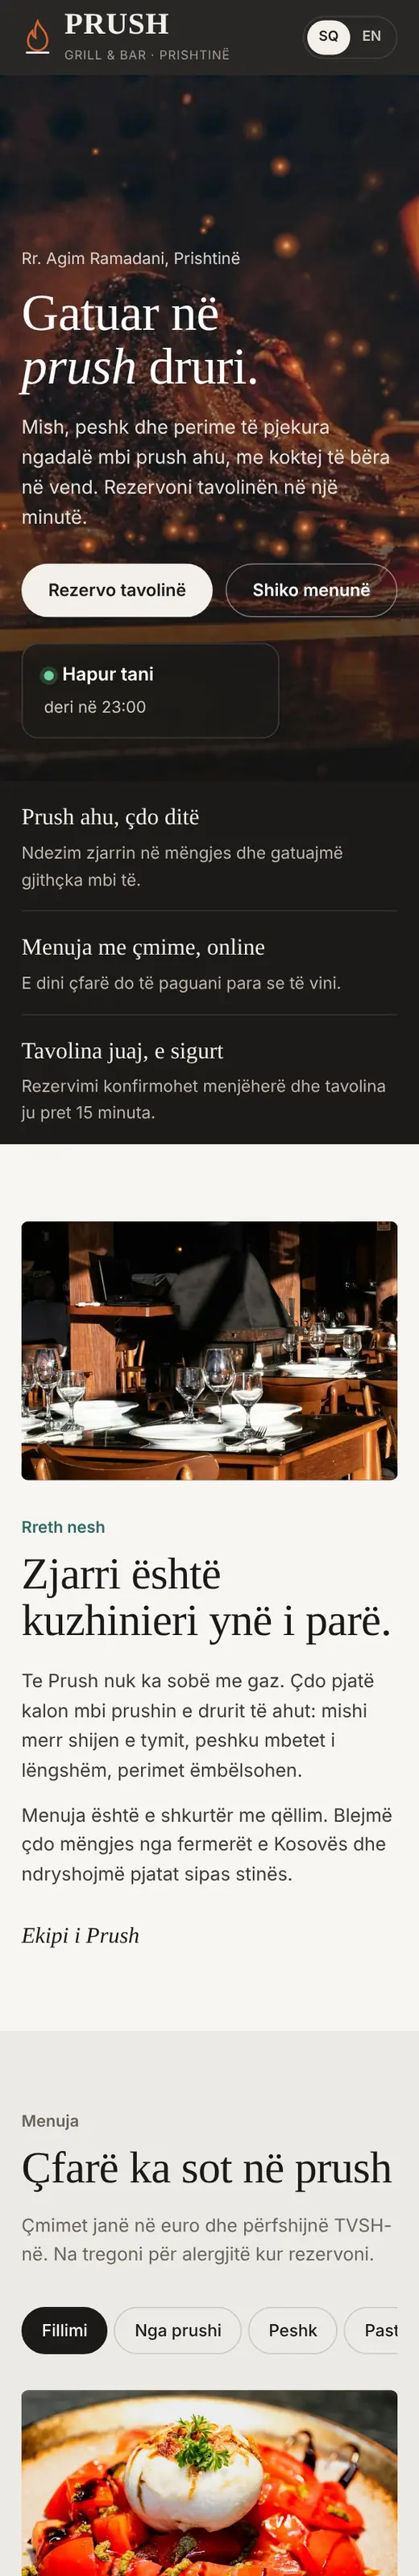 PRUSH
GRILL & BAR · PRISHTINË
SQ EN
Rr. Agim Ramadani, Prishtinë
Gatuar në
prush druri.
Mish, peshk dhe perime të pjekura
ngadalë mbi prush ahu, me koktej të bëra
në vend. Rezervoni tavolinën në një
minutë.
Rezervo tavolinë Shiko menunë
Hapur tani
deri në 23:00
Prush ahu, çdo ditë
Ndezim zjarrin në mëngjes dhe gatuajmë
gjithçka mbi të.
Menuja me çmime, online
E dini çfarë do të paguani para se të vini.
Tavolina juaj, e sigurt
Rezervimi konfirmohet menjëherë dhe tavolina
ju pret 15 minuta.
Rreth nesh
Zjarri është
kuzhinieri ynë i parë.
Te Prush nuk ka sobë me gaz. Çdo pjatë
kalon mbi prushin e drurit të ahut: mishi
merr shijen e tymit, peshku mbetet i
lëngshëm, perimet ëmbëlsohen.
Menuja është e shkurtër me qëllim. Blejmë
çdo mëngjes nga fermerët e Kosovës dhe
ndryshojmë pjatat sipas stinës.
Ekipi i Prush
Menuja
Çfarë ka sot në prush
Çmimet janë në euro dhe përfshijnë TVSH-
në. Na tregoni për alergjitë kur rezervoni.
Fillimi Nga prushi Peshk Past